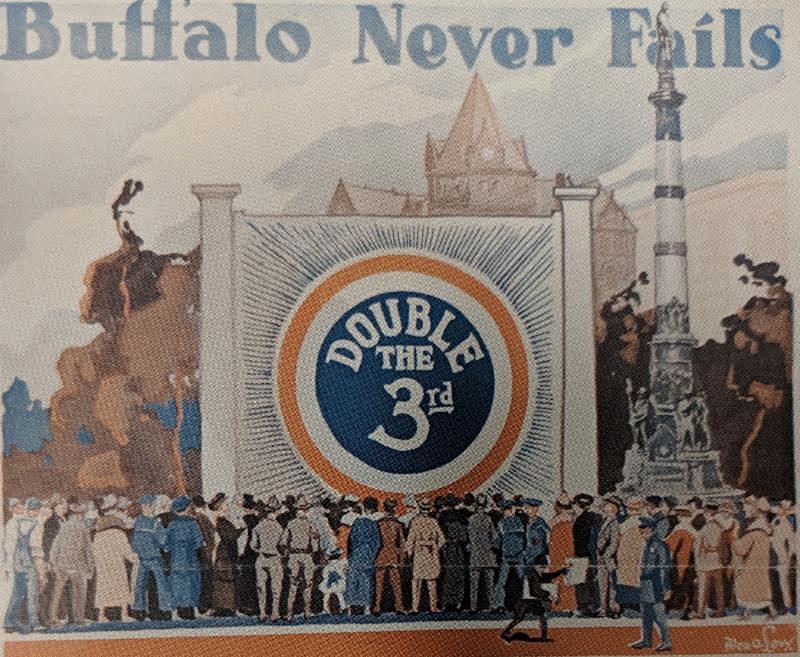 Buffalo Never Fails
DOUBLE
THE
3rd